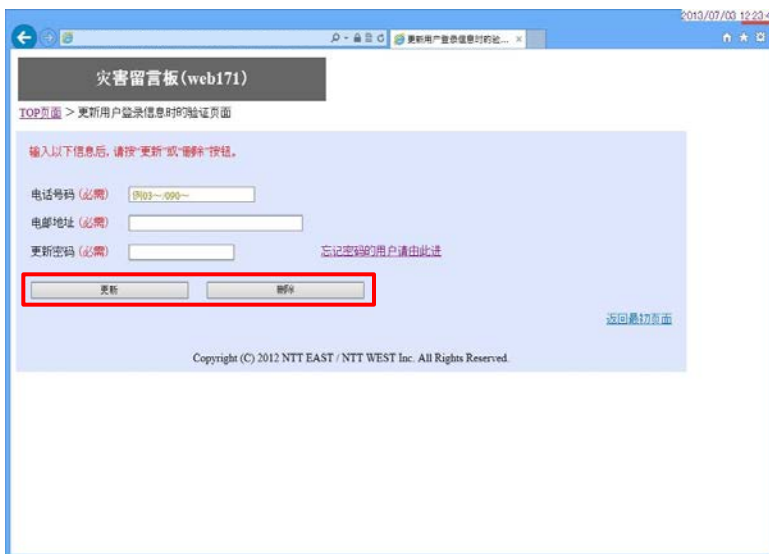 2013/07/03 12:23:4
更新用户登录信息时的验... ×
灾害留言板(web171)
TOP页面 > 更新用户登录信息时的验证页面
输入以下信息后, 请按"更新"或"删除"按钮。
电话号码 (必需) 例03～/090～
电邮地址 (必需)
更新密码 (必需) 忘记密码的用户请由此进
更新 删除
返回最初页面
Copyright (C) 2012 NTT EAST / NTT WEST Inc. All Rights Reserved.